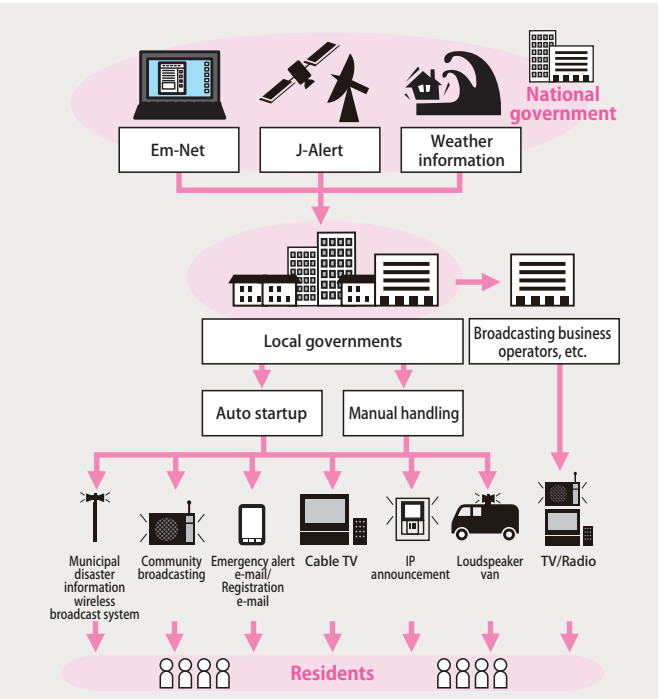 National
government
Em-Net
J-Alert
Weather
information
Local governments
Broadcasting business
operators, etc.
Auto startup
Manual handling
Municipal
disaster
information
wireless
broadcast system
Community
broadcasting
Emergency alert
e-mail/
Registration
e-mail
Cable TV
IP
announcement
Loudspeaker
van
TV/Radio
Residents